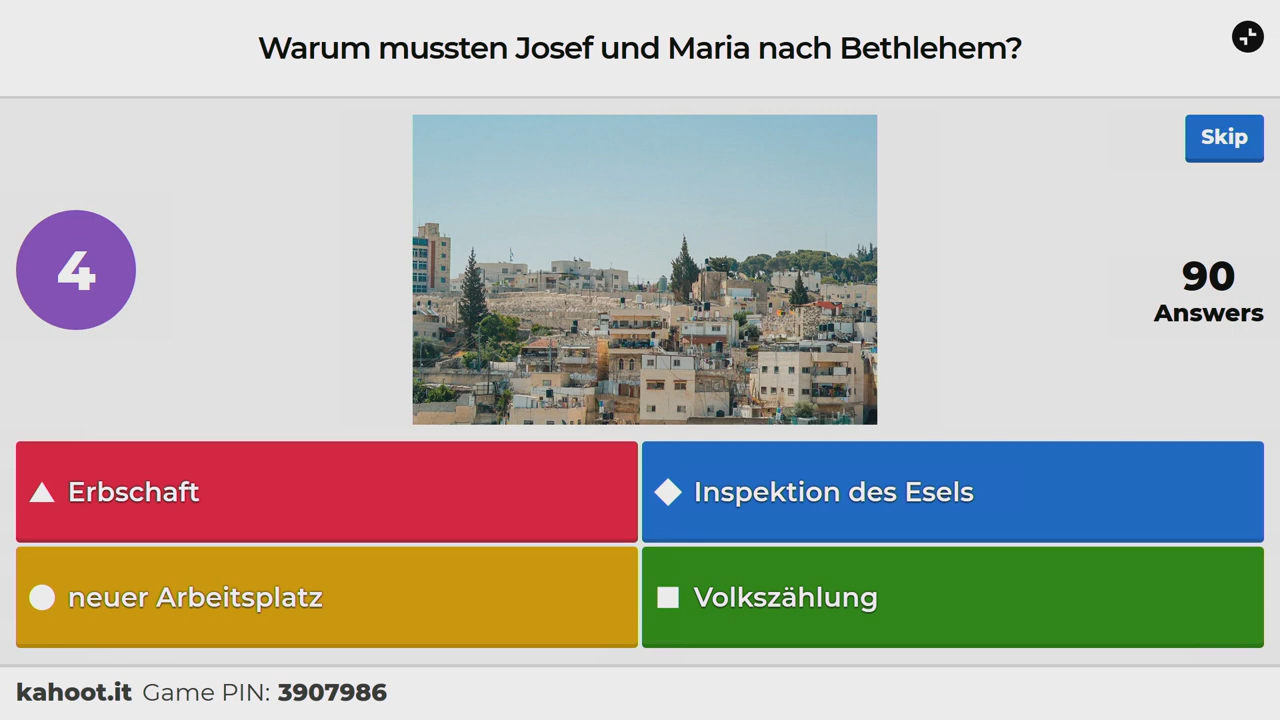 Warum mussten Josef und Maria nach Bethlehem?
Skip
4
90
Answers
Erbschaft
Inspektion des Esels
neuer Arbeitsplatz
Volkszählung
kahoot.it Game PIN: 3907986